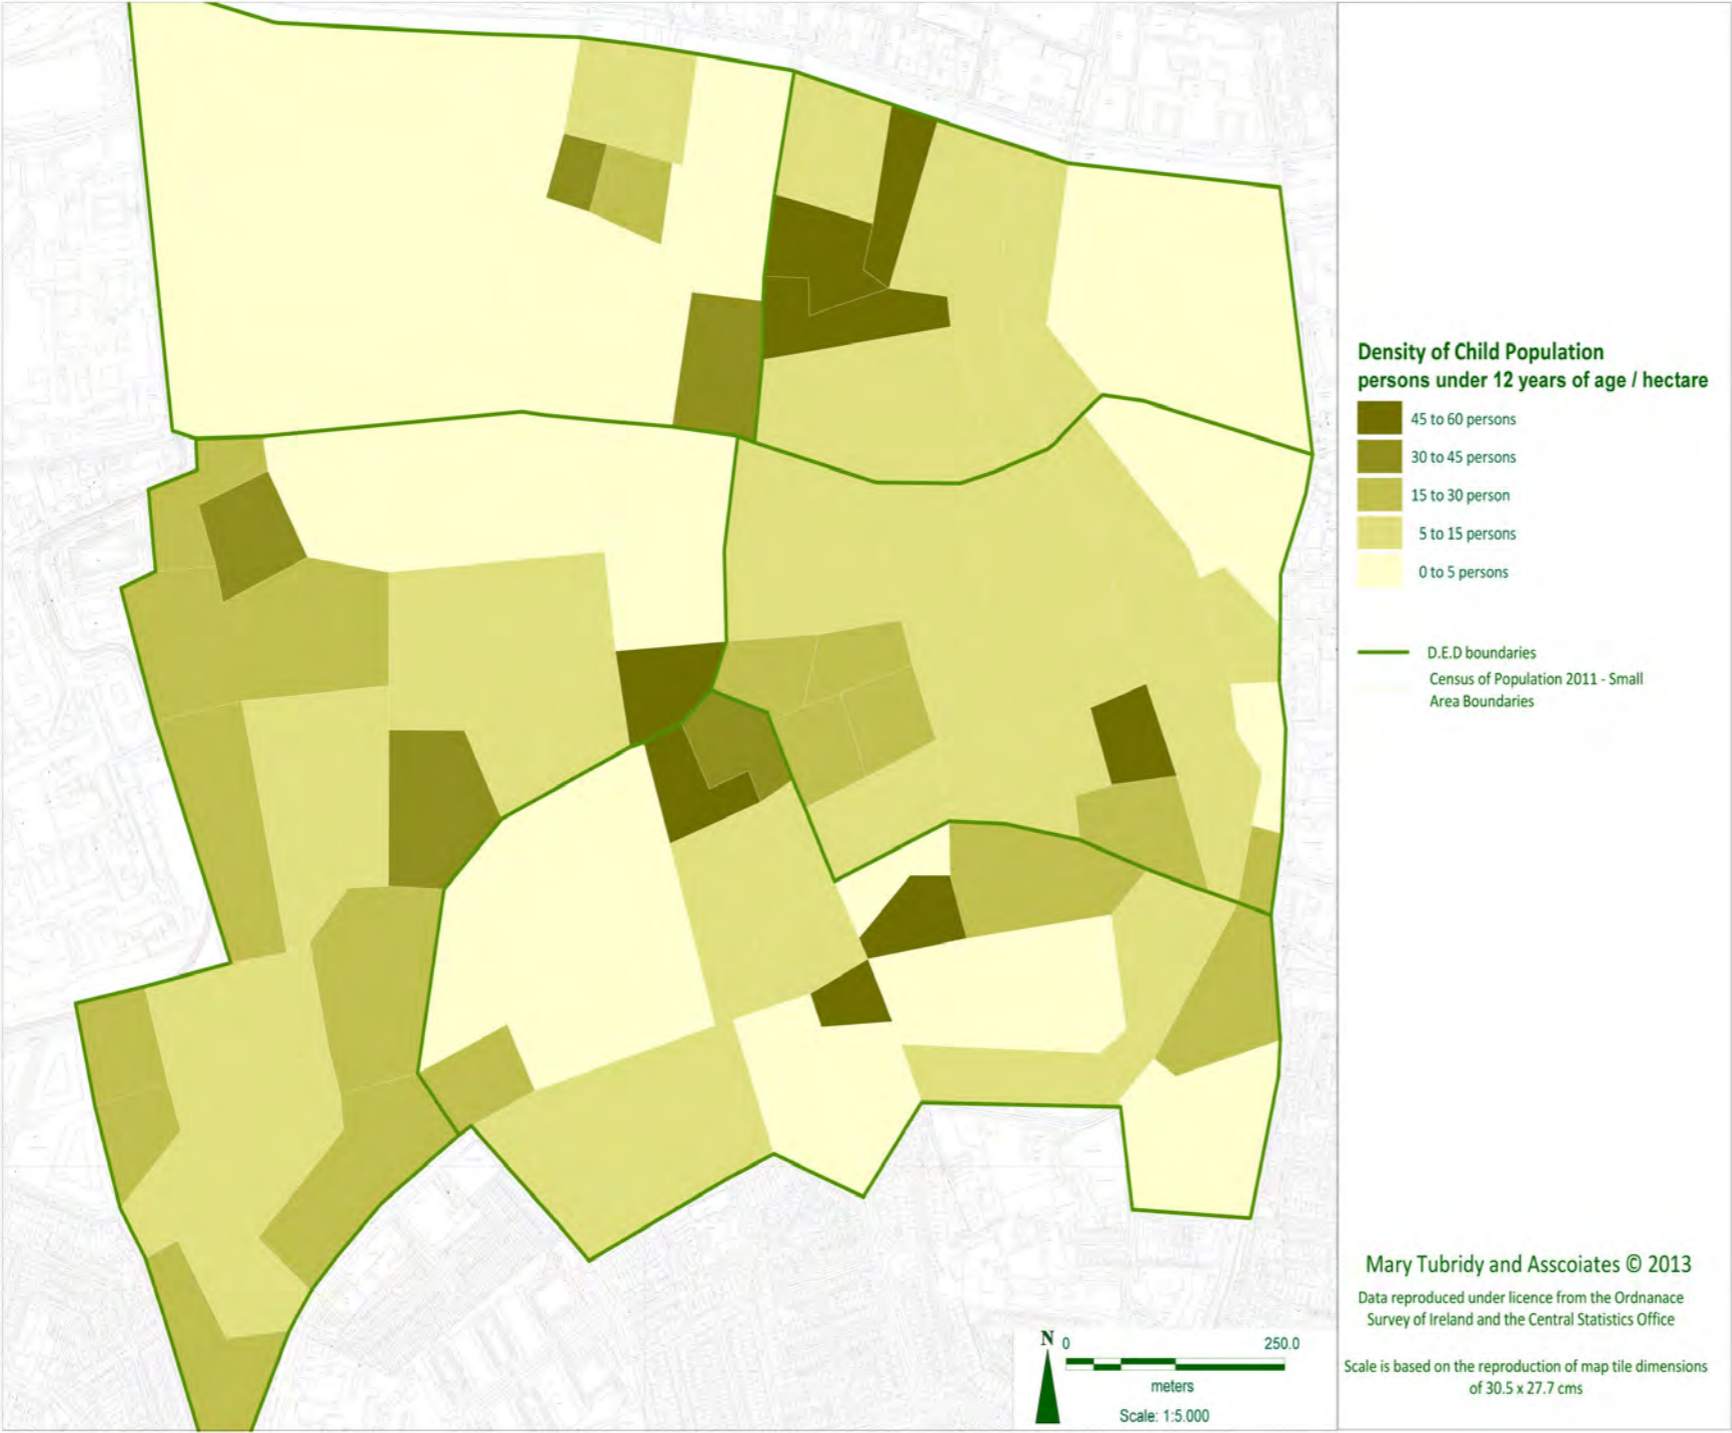 Density of Child Population
persons under 12 years of age / hectare
45 to 60 persons
30 to 45 persons
15 to 30 person
5 to 15 persons
0 to 5 persons
D.E.D boundaries
Census of Population 2011 - Small
Area Boundaries
Mary Tubridy and Asscoiates © 2013
Data reproduced under licence from the Ordnanace
Survey of Ireland and the Central Statistics Office
Scale is based on the reproduction of map tile dimensions
of 30.5 x 27.7 cms
N
0 250.0
meters
Scale: 1:5.000